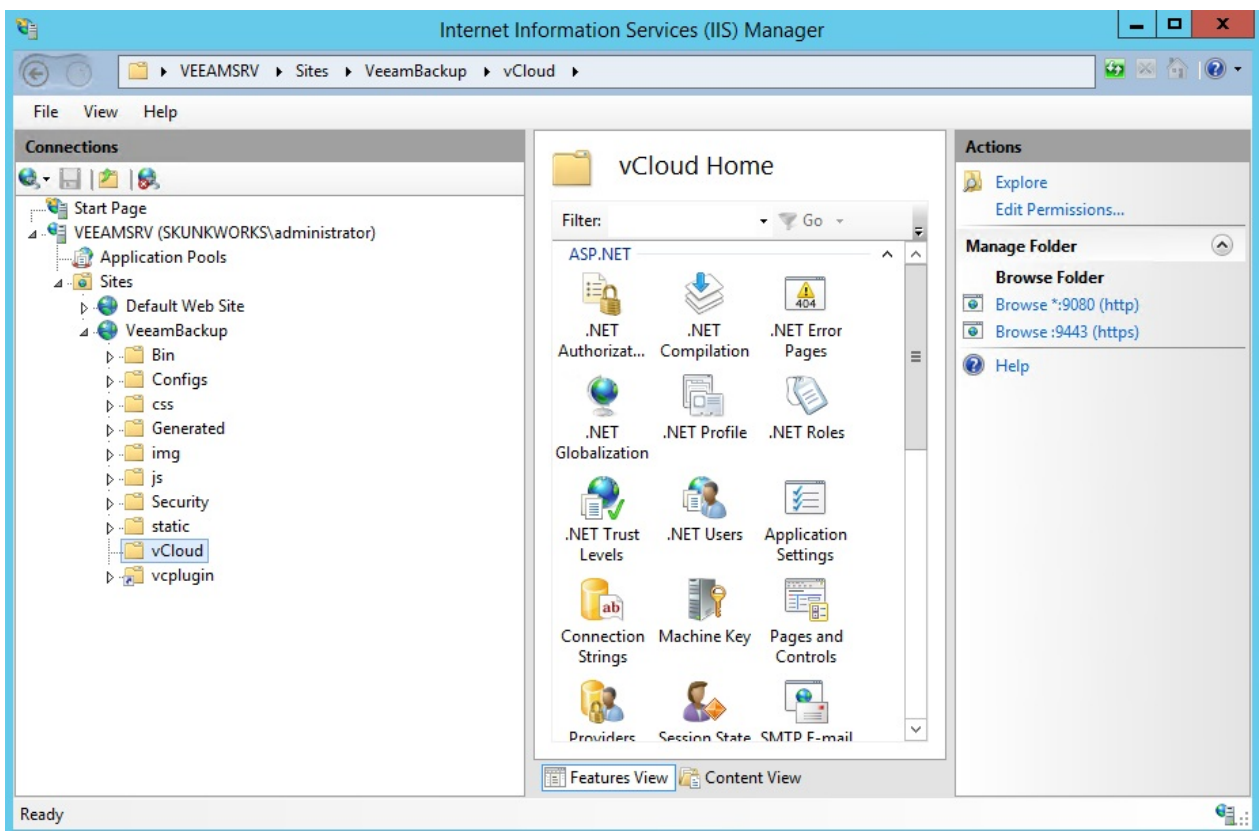 Internet Information Services (IIS) Manager
VEEAMSRV Sites VeeamBackup vCloud
File View Help
Connections
Start Page
VEEAMSRV (SKUNKWORKS\administrator)
Application Pools
Sites
Default Web Site
VeeamBackup
Bin
Configs
css
Generated
img
js
Security
static
vCloud
vcplugin
vCloud Home
Filter: Go
ASP.NET
.NET Authorizat...
.NET Compilation
404
.NET Error Pages
.NET Globalization
.NET Profile
.NET Roles
.NET Trust Levels
.NET Users
Application Settings
ab
Connection Strings
Machine Key
Pages and Controls
Providers
Session State
SMTP E-mail
Features View
Content View
Actions
Explore
Edit Permissions...
Manage Folder
Browse Folder
Browse *:9080 (http)
Browse :9443 (https)
Help
Ready